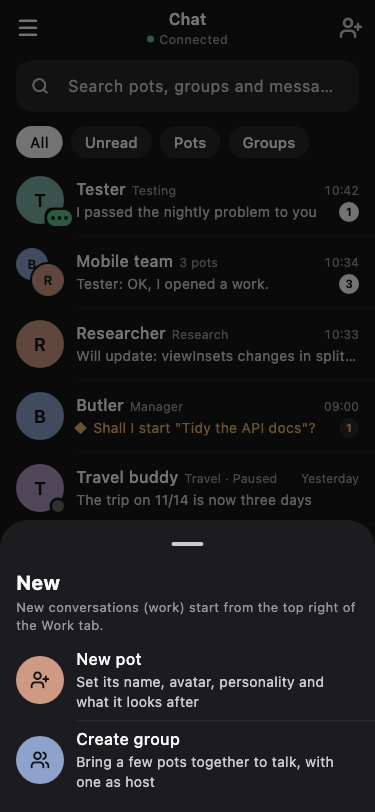 Chat
Connected
Search pots, groups and messa...
All
Unread
Pots
Groups
T
Tester Testing 10:42
I passed the nightly problem to you 1
B
R
Mobile team 3 pots 10:34
Tester: OK, I opened a work. 3
R
Researcher Research 10:33
Will update: viewInsets changes in split...
B
Butler Manager 09:00
Shall I start "Tidy the API docs"? 1
T
Travel buddy Travel · Paused Yesterday
The trip on 11/14 is now three days
New
New conversations (work) start from the top right of
the Work tab.
New pot
Set its name, avatar, personality and
what it looks after
Create group
Bring a few pots together to talk, with
one as host